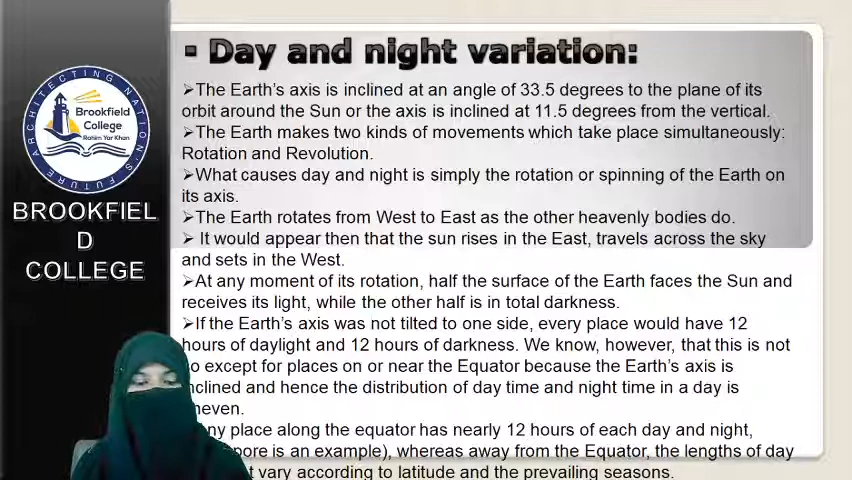 ▪ Day and night variation:
➢The Earth's axis is inclined at an angle of 33.5 degrees to the plane of its
orbit around the Sun or the axis is inclined at 11.5 degrees from the vertical.
➢The Earth makes two kinds of movements which take place simultaneously:
Rotation and Revolution.
➢What causes day and night is simply the rotation or spinning of the Earth on
its axis.
➢The Earth rotates from West to East as the other heavenly bodies do.
➢ It would appear then that the sun rises in the East, travels across the sky
and sets in the West.
➢At any moment of its rotation, half the surface of the Earth faces the Sun and
receives its light, while the other half is in total darkness.
➢If the Earth's axis was not tilted to one side, every place would have 12
hours of daylight and 12 hours of darkness. We know, however, that this is not
so except for places on or near the Equator because the Earth's axis is
inclined and hence the distribution of day time and night time in a day is
uneven.
place along the equator has nearly 12 hours of each day and night,
is an example), whereas away from the Equator, the lengths of day
vary according to latitude and the prevailing seasons.
ARCHITECTING NATION'S FUTURE
Brookfield
College
Rahim Yar Khan
BROOKFIEL
D
COLLEGE